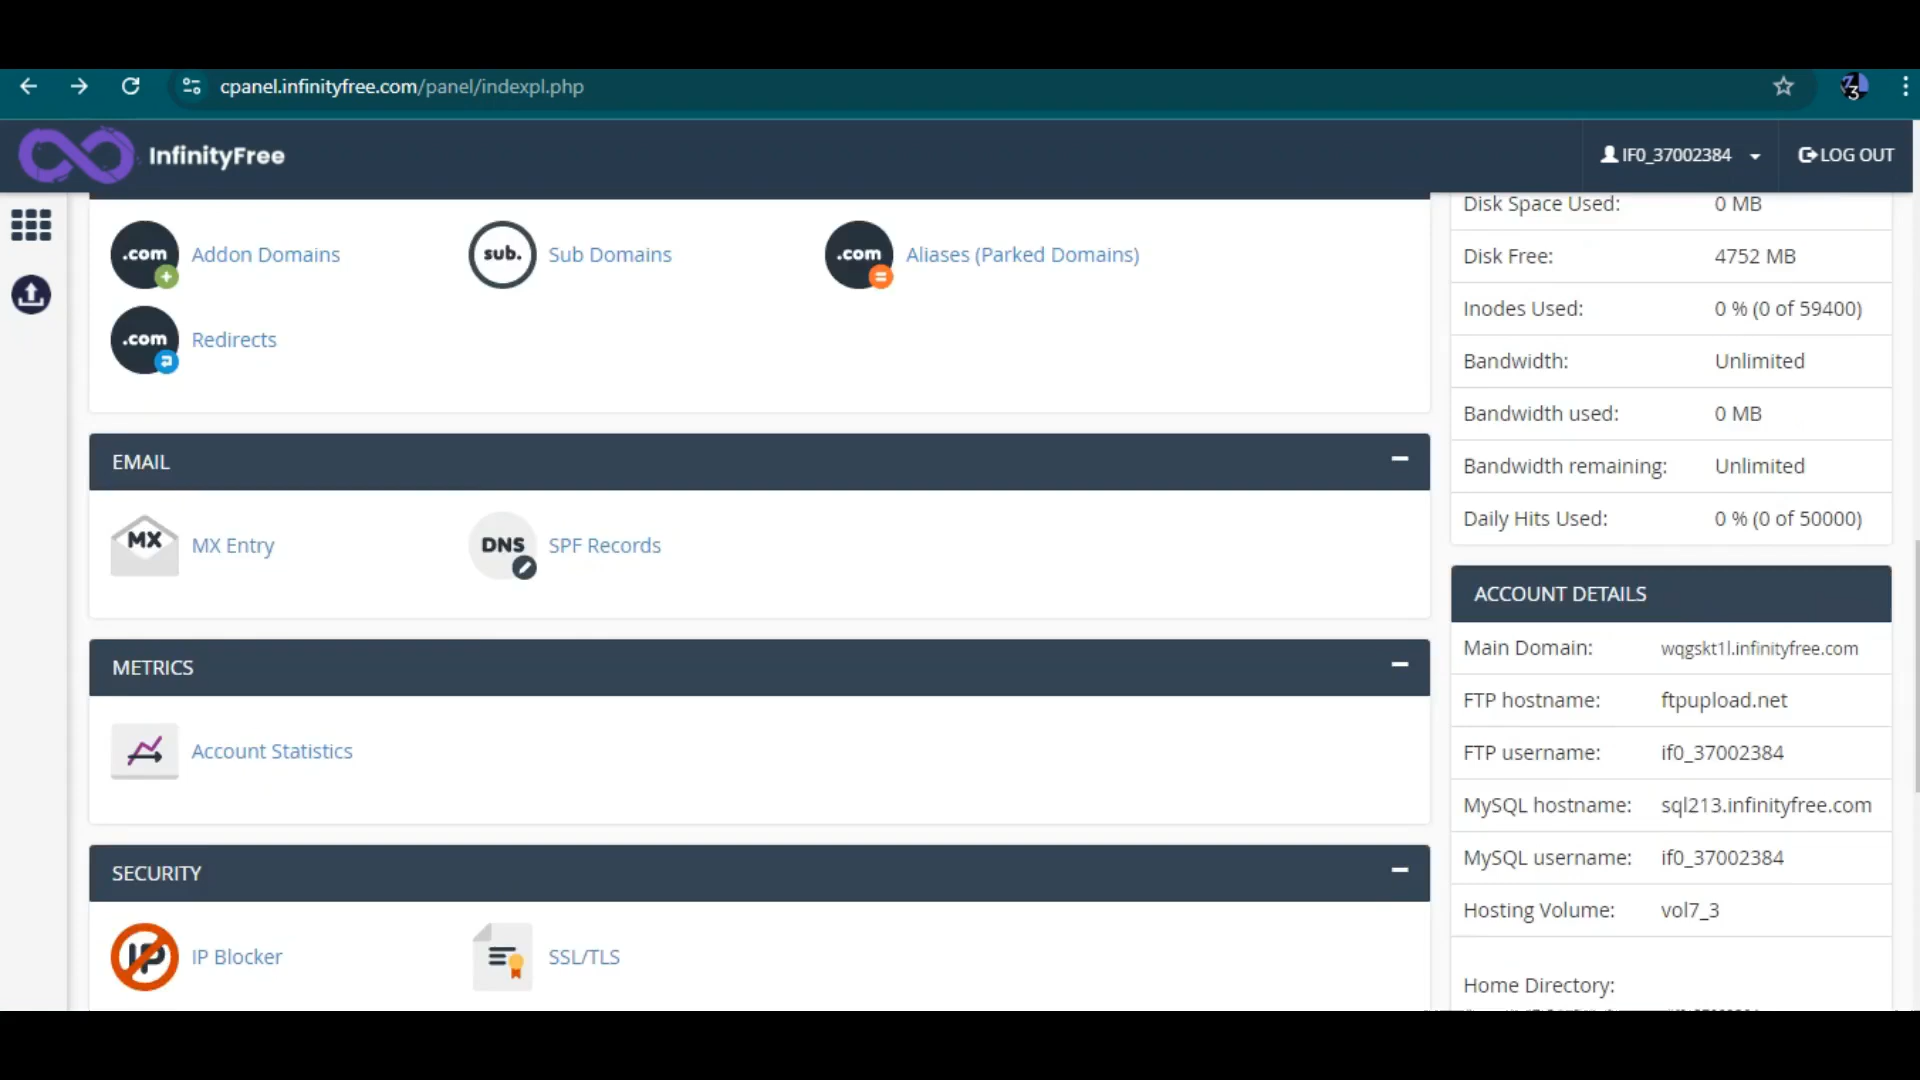 cpanel.infinityfree.com/panel/indexpl.php
3
InfinityFree
IF0_37002384
LOG OUT
.com Addon Domains
sub. Sub Domains
.com Aliases (Parked Domains)
.com Redirects
EMAIL
MX MX Entry
DNS SPF Records
METRICS
Account Statistics
SECURITY
IP IP Blocker
SSL/TLS
Disk Space Used: 0 MB
Disk Free: 4752 MB
Inodes Used: 0 % (0 of 59400)
Bandwidth: Unlimited
Bandwidth used: 0 MB
Bandwidth remaining: Unlimited
Daily Hits Used: 0 % (0 of 50000)
ACCOUNT DETAILS
Main Domain: wqgskt1l.infinityfree.com
FTP hostname: ftpupload.net
FTP username: if0_37002384
MySQL hostname: sql213.infinityfree.com
MySQL username: if0_37002384
Hosting Volume: vol7_3
Home Directory: